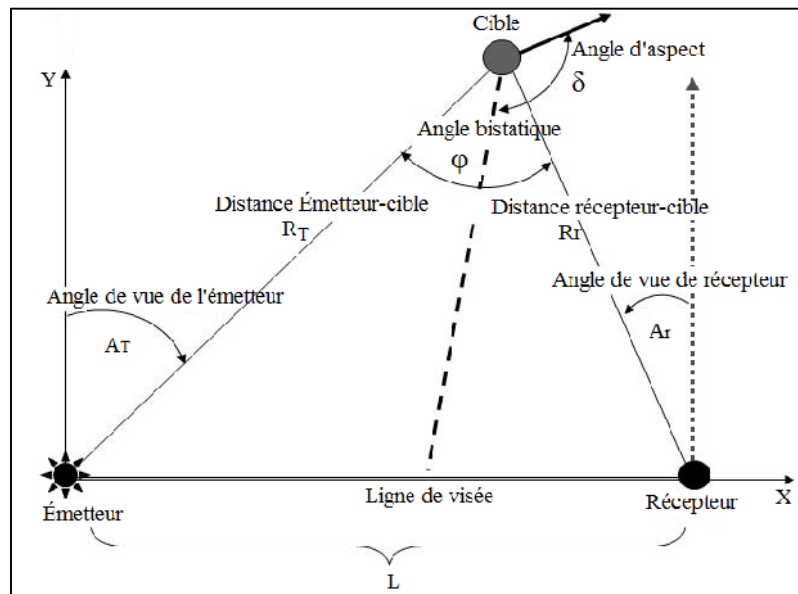 Cible
Angle d'aspect
Y
δ
Angle bistatique
φ
Distance Émetteur-cible
RT
Distance récepteur-cible
Rr
Angle de vue de l'émetteur
Angle de vue de récepteur
AT
Ar
Ligne de visée
X
Émetteur
Récepteur
L